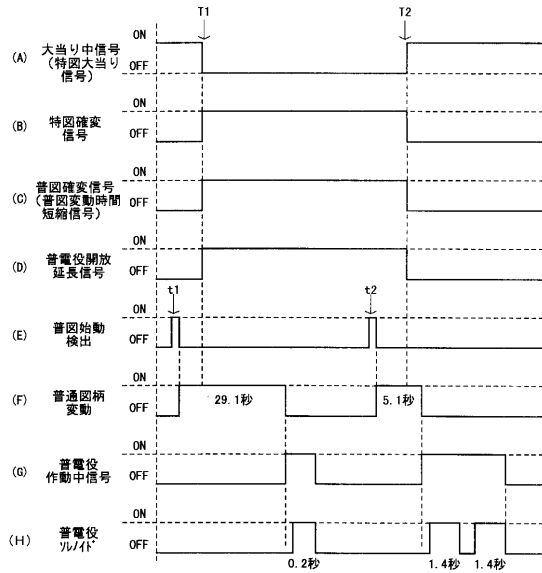 T1 T2
ON
(A) 大当り中信号
(特図大当り
信号)
OFF
ON
(B) 特図確変
信号
OFF
ON
(C) 普図確変信号
(普図変動時間
短縮信号)
OFF
ON
(D) 普電役開放
延長信号
OFF
t1 t2
ON
(E) 普図始動
検出
OFF
ON
(F) 普通図柄
変動
OFF
29.1秒 5.1秒
ON
(G) 普電役
作動中信号
OFF
ON
(H) 普電役
ソレノイド
OFF
0.2秒 1.4秒 1.4秒